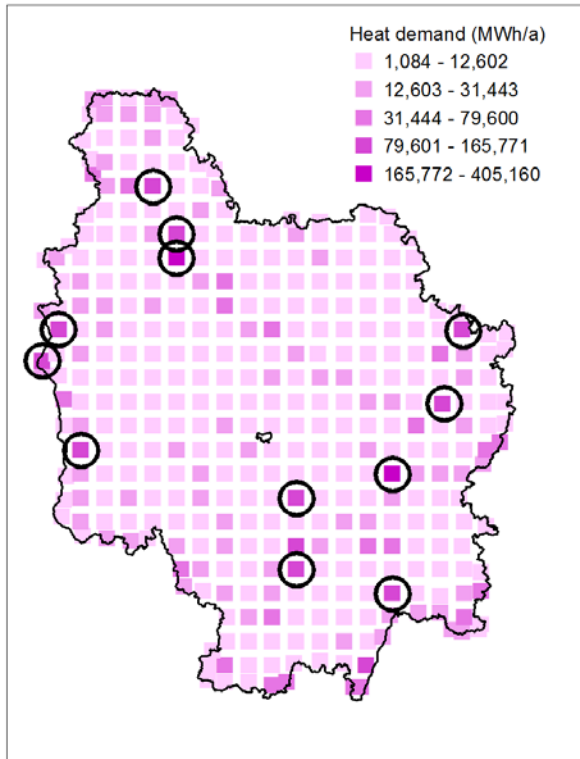 Heat demand (MWh/a)
1,084 - 12,602
12,603 - 31,443
31,444 - 79,600
79,601 - 165,771
165,772 - 405,160